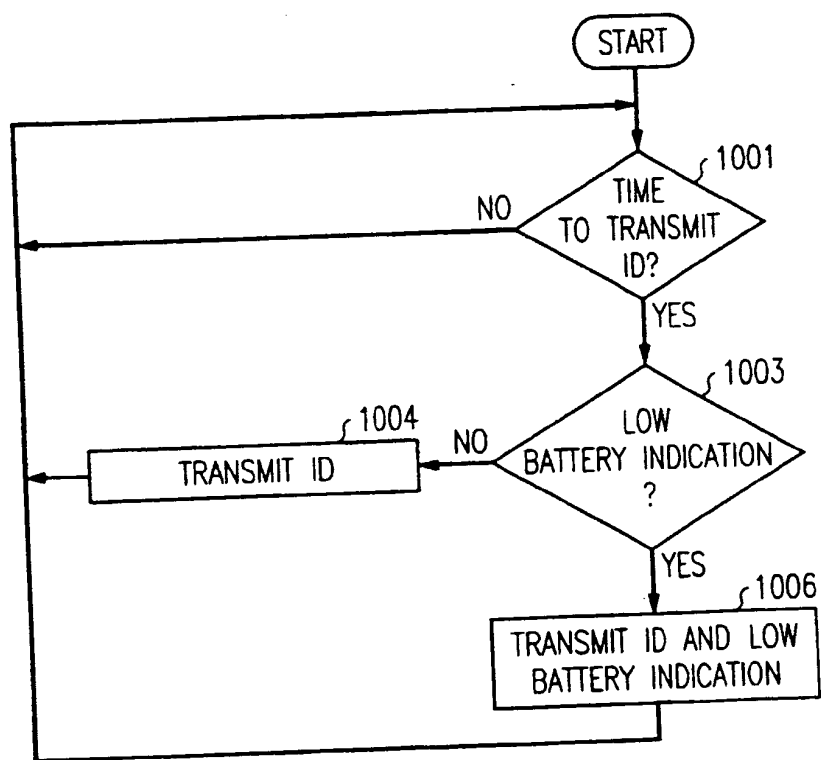 START
1001
TIME
TO TRANSMIT
ID?
NO
YES
1003
LOW
BATTERY INDICATION
?
NO
1004
TRANSMIT ID
YES
1006
TRANSMIT ID AND LOW
BATTERY INDICATION